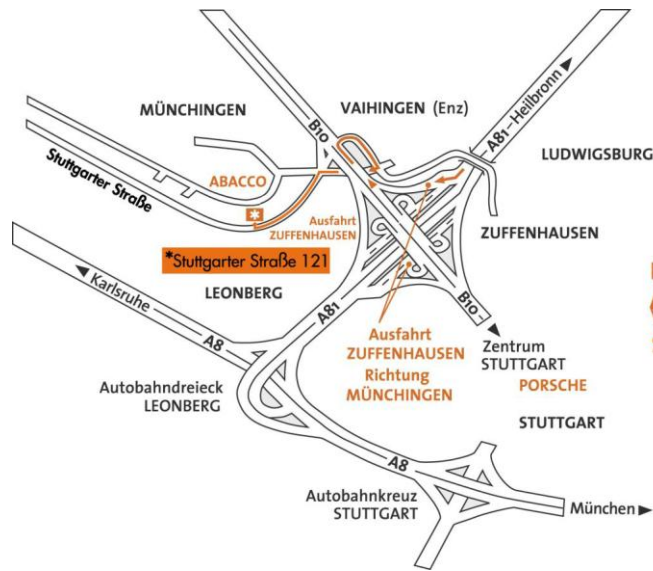 MÜNCHINGEN
VAIHINGEN (Enz)
B10
A81–Heilbronn
LUDWIGSBURG
Stuttgarter Straße
ABACCO
Ausfahrt
ZUFFENHAUSEN
ZUFFENHAUSEN
*Stuttgarter Straße 121
LEONBERG
Karlsruhe
A8
A81
B10–
Ausfahrt
ZUFFENHAUSEN
Richtung
MÜNCHINGEN
Zentrum
STUTTGART
PORSCHE
STUTTGART
Autobahndreieck
LEONBERG
A8
Autobahnkreuz
STUTTGART
München